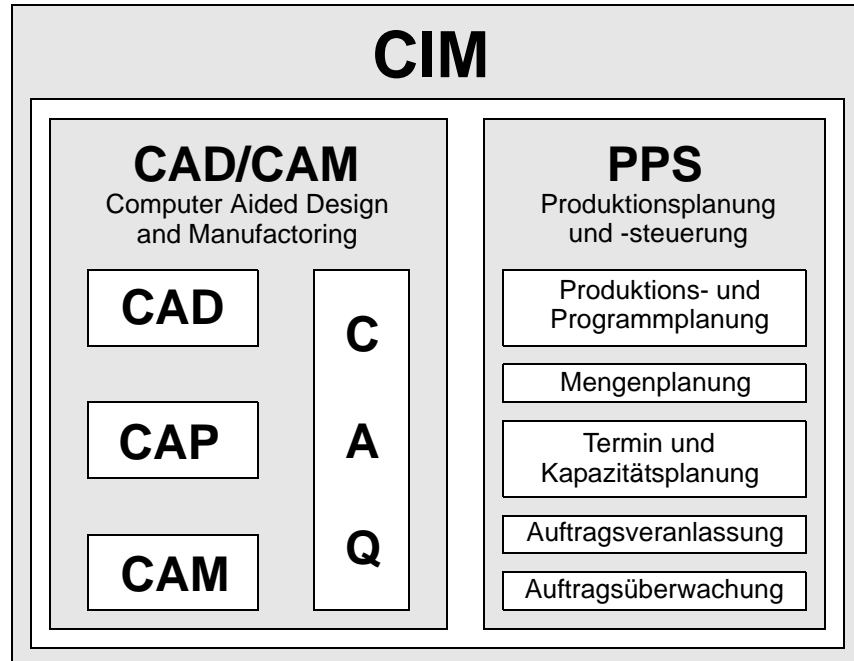 CIM
CAD/CAM
Computer Aided Design
and Manufactoring
CAD
CAP
CAM
C
A
Q
PPS
Produktionsplanung
und -steuerung
Produktions- und
Programmplanung
Mengenplanung
Termin und
Kapazitätsplanung
Auftragsveranlassung
Auftragsüberwachung